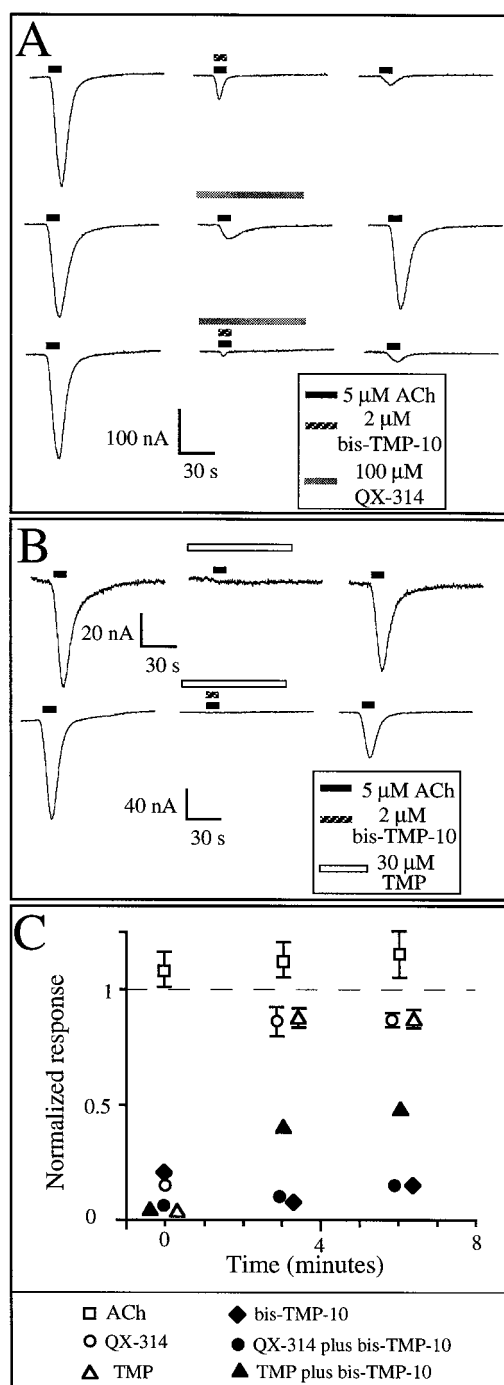 A
100 nA
30 s
5 μM ACh
2 μM
bis-TMP-10
100 μM
QX-314
B
20 nA
30 s
40 nA
30 s
5 μM ACh
2 μM
bis-TMP-10
30 μM
TMP
C
Normalized response
1
0.5
0
0
4
8
Time (minutes)
ACh
bis-TMP-10
QX-314
QX-314 plus bis-TMP-10
TMP
TMP plus bis-TMP-10